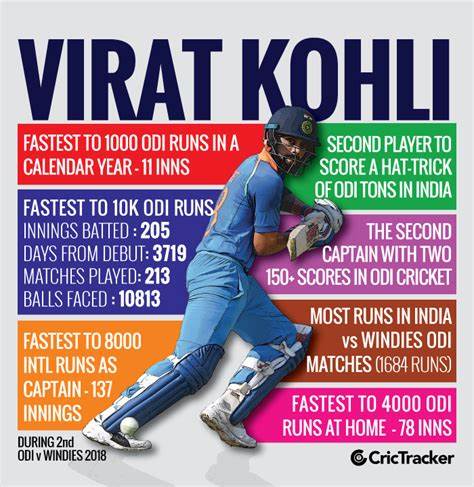 VIRAT KOHLI
FASTEST TO 1000 ODI RUNS IN A
CALENDAR YEAR - 11 INNS
FASTEST TO 10K ODI RUNS
INNINGS BATTED : 205
DAYS FROM DEBUT: 3719
MATCHES PLAYED: 213
BALLS FACED : 10813
FASTEST TO 8000
INTL RUNS AS
CAPTAIN - 137
INNINGS
DURING 2nd
ODI v WINDIES 2018
SECOND PLAYER TO
SCORE A HAT-TRICK
OF ODI TONS IN INDIA
THE SECOND
CAPTAIN WITH TWO
150+ SCORES IN ODI CRICKET
MOST RUNS IN INDIA
vs WINDIES ODI
MATCHES (1684 RUNS)
FASTEST TO 4000 ODI
RUNS AT HOME - 78 INNS
CricTracker